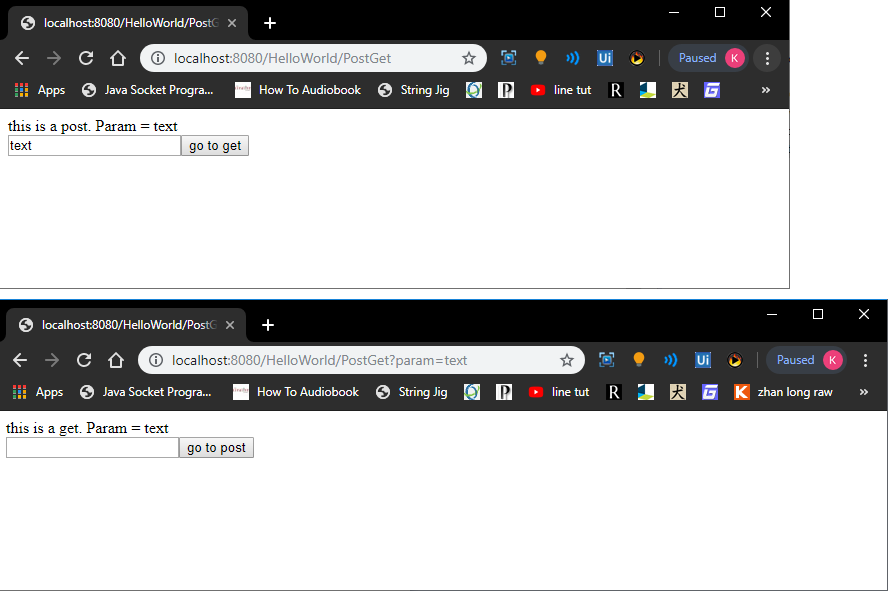 localhost:8080/HelloWorld/PostG
localhost:8080/HelloWorld/PostGet
Ui
Paused K
Apps Java Socket Progra... How To Audiobook String Jig P line tut R 犬 G »
this is a post. Param = text
text go to get
localhost:8080/HelloWorld/PostG
localhost:8080/HelloWorld/PostGet?param=text
Ui
Paused K
Apps Java Socket Progra... How To Audiobook String Jig P line tut R 犬 G K zhan long raw »
this is a get. Param = text
go to post